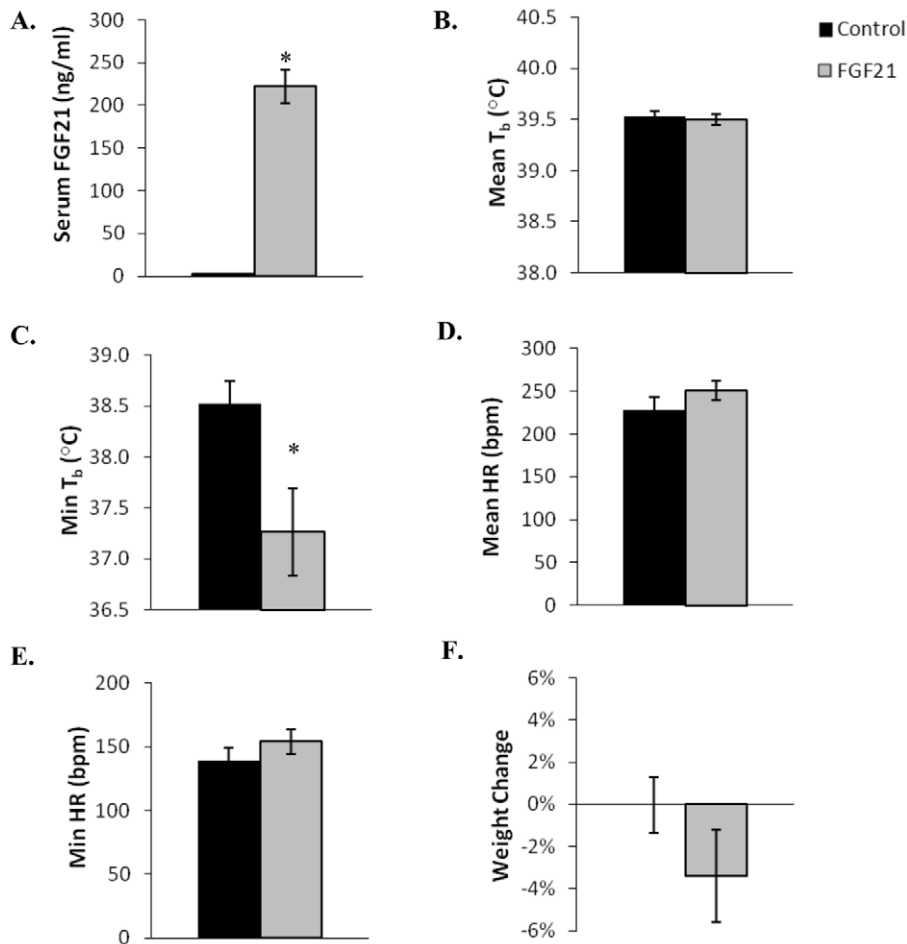 A.
Serum FGF21 (ng/ml)
300
250
200
150
100
50
0
*
B.
Mean Tb (°C)
40.5
40.0
39.5
39.0
38.5
38.0
Control
FGF21
C.
Min Tb (°C)
39.0
38.5
38.0
37.5
37.0
36.5
*
D.
Mean HR (bpm)
300
250
200
150
100
50
0
E.
Min HR (bpm)
200
150
100
50
0
F.
Weight Change
6%
4%
2%
0%
-2%
-4%
-6%